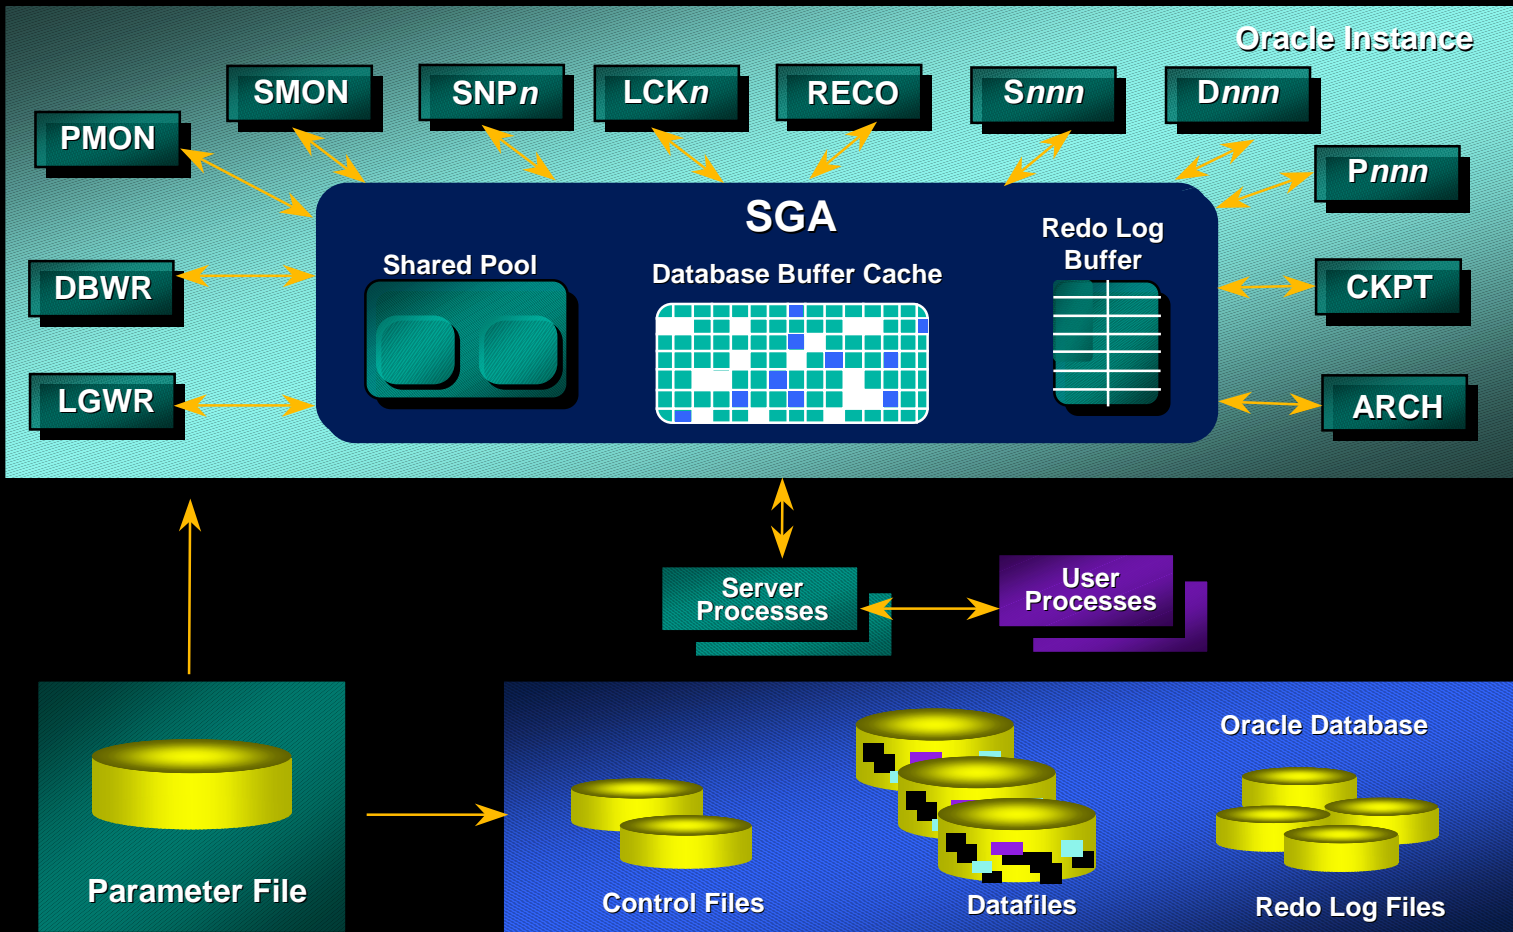 Oracle Instance
SMON
SNPn
LCKn
RECO
Snnn
Dnnn
PMON
Pnnn
SGA
Redo Log
Buffer
Shared Pool
Database Buffer Cache
DBWR
CKPT
LGWR
ARCH
Server
Processes
User
Processes
Oracle Database
Parameter File
Control Files
Datafiles
Redo Log Files